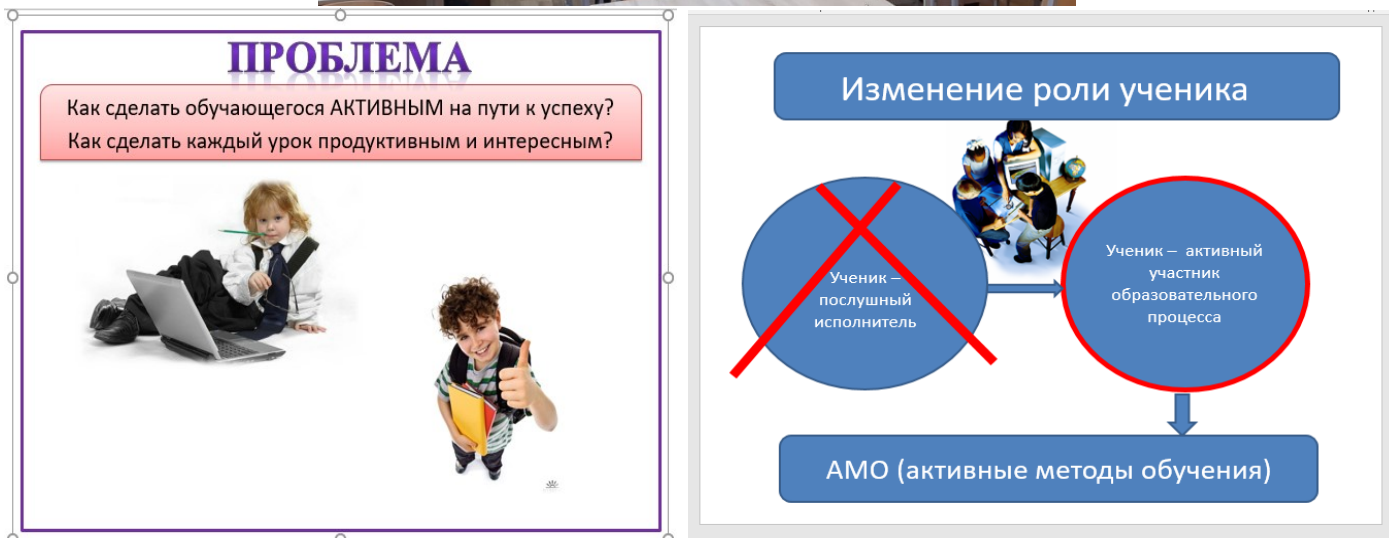 ПРОБЛЕМА
Как сделать обучающегося АКТИВНЫМ на пути к успеху?
Как сделать каждый урок продуктивным и интересным?
Изменение роли ученика
Ученик –
послушный
исполнитель
Ученик – активный
участник
образовательного
процесса
АМО (активные методы обучения)